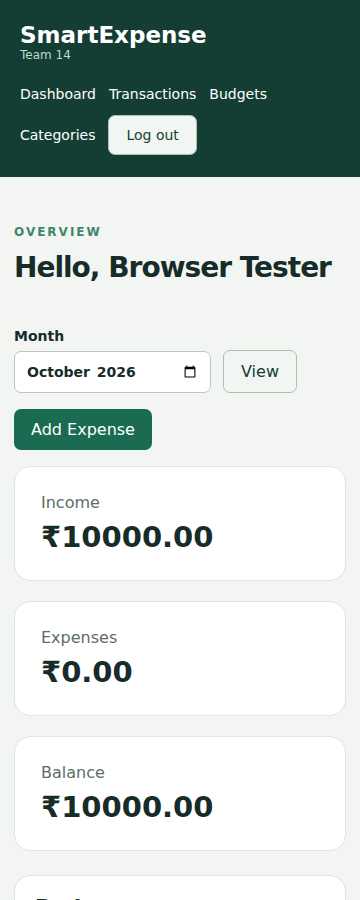 SmartExpense
Team 14
Dashboard Transactions Budgets
Categories Log out
OVERVIEW
Hello, Browser Tester
Month
October 2026 View
Add Expense
Income
₹10000.00
Expenses
₹0.00
Balance
₹10000.00